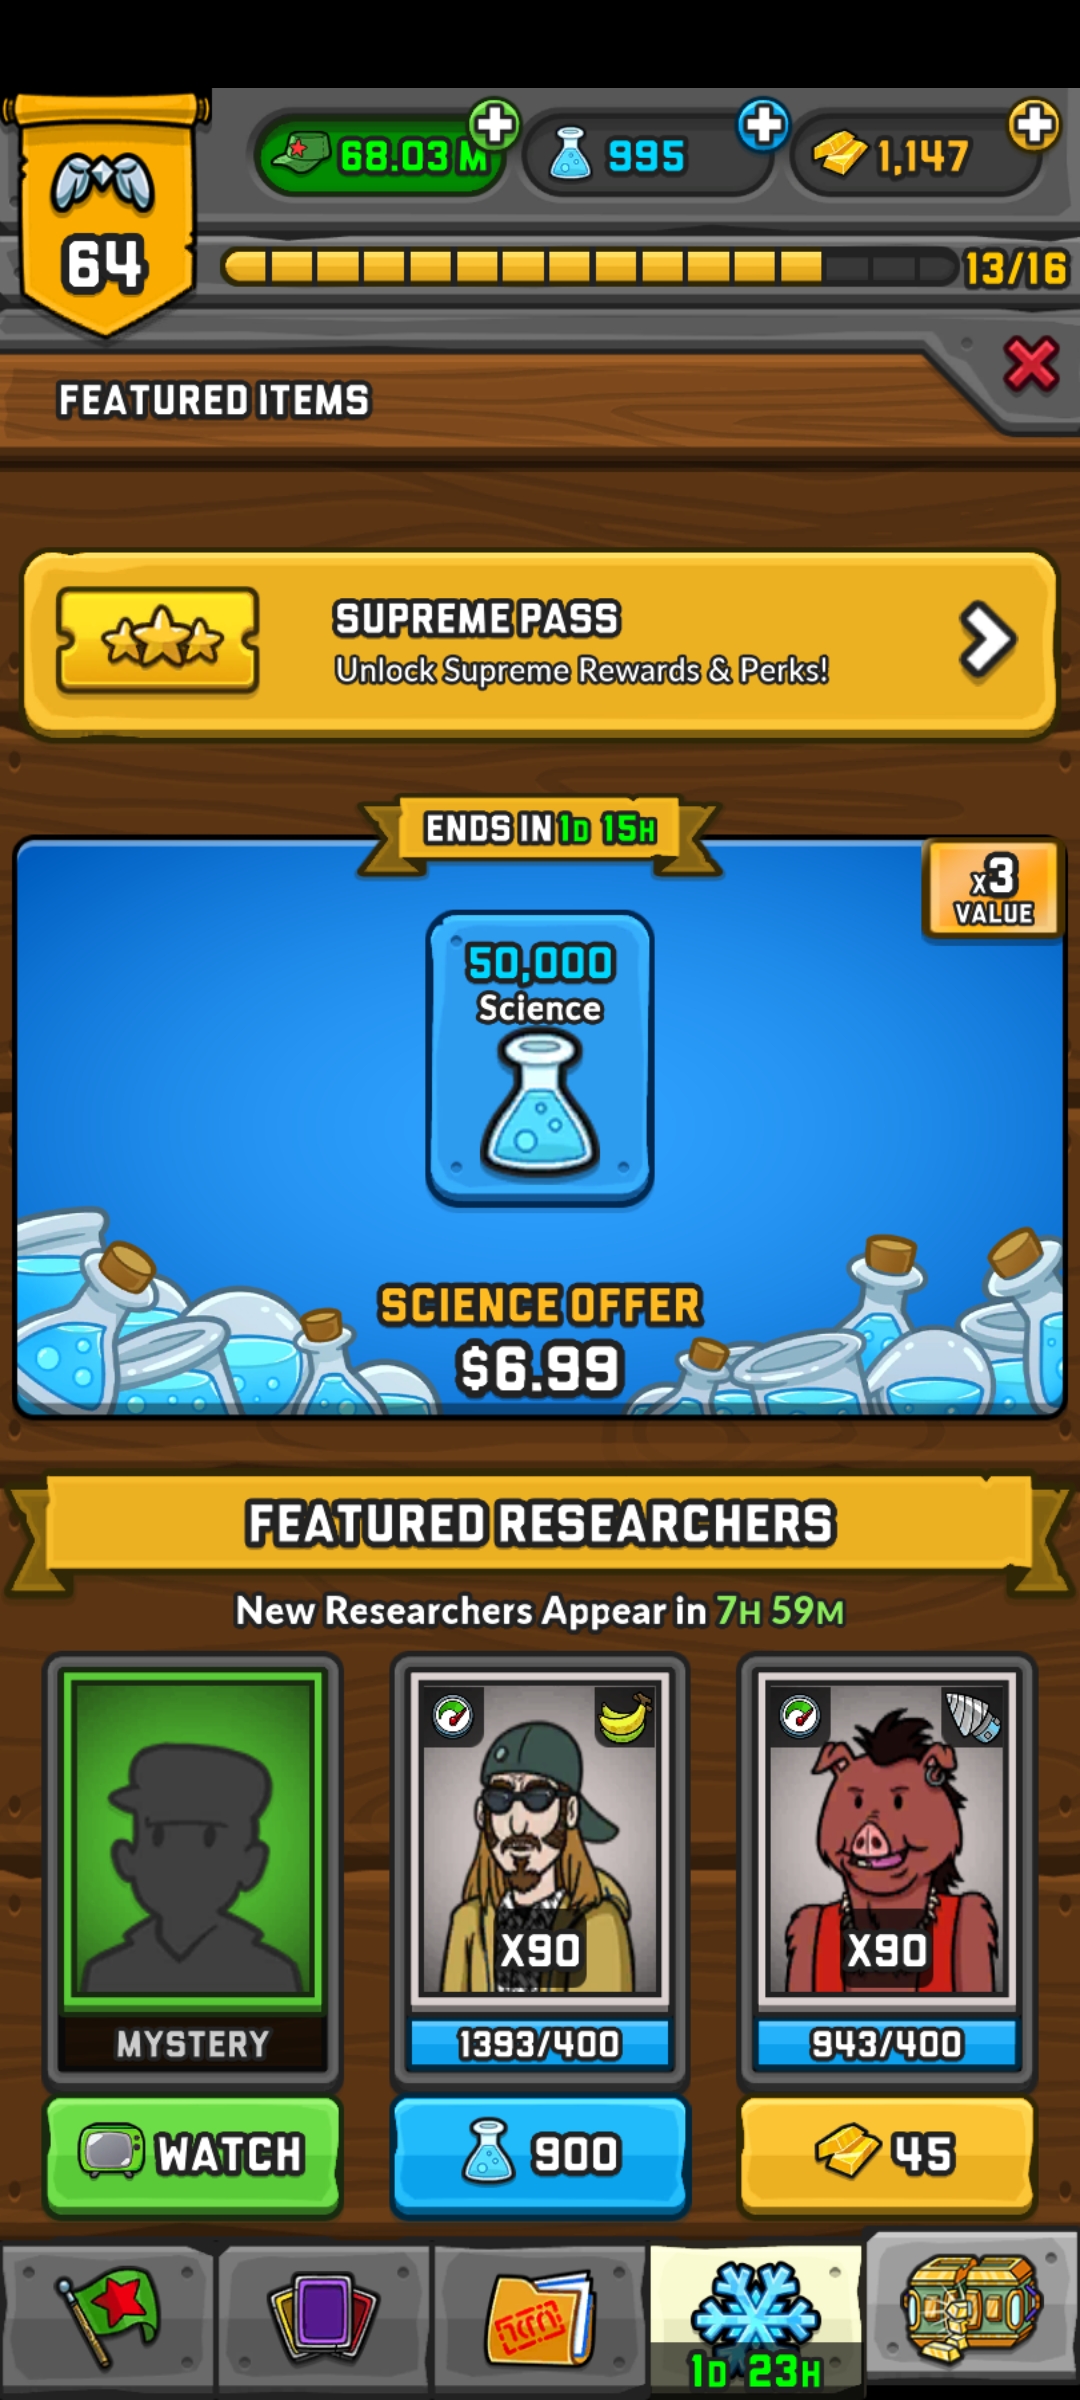 68.03M
995
1,147
64
13/16
FEATURED ITEMS
SUPREME PASS
Unlock Supreme Rewards & Perks!
ENDS IN 1D 15H
x3
VALUE
50,000
Science
SCIENCE OFFER
$6.99
FEATURED RESEARCHERS
New Researchers Appear in 7H 59M
X90
X90
MYSTERY
1393/400
943/400
WATCH
900
45
1D 23H